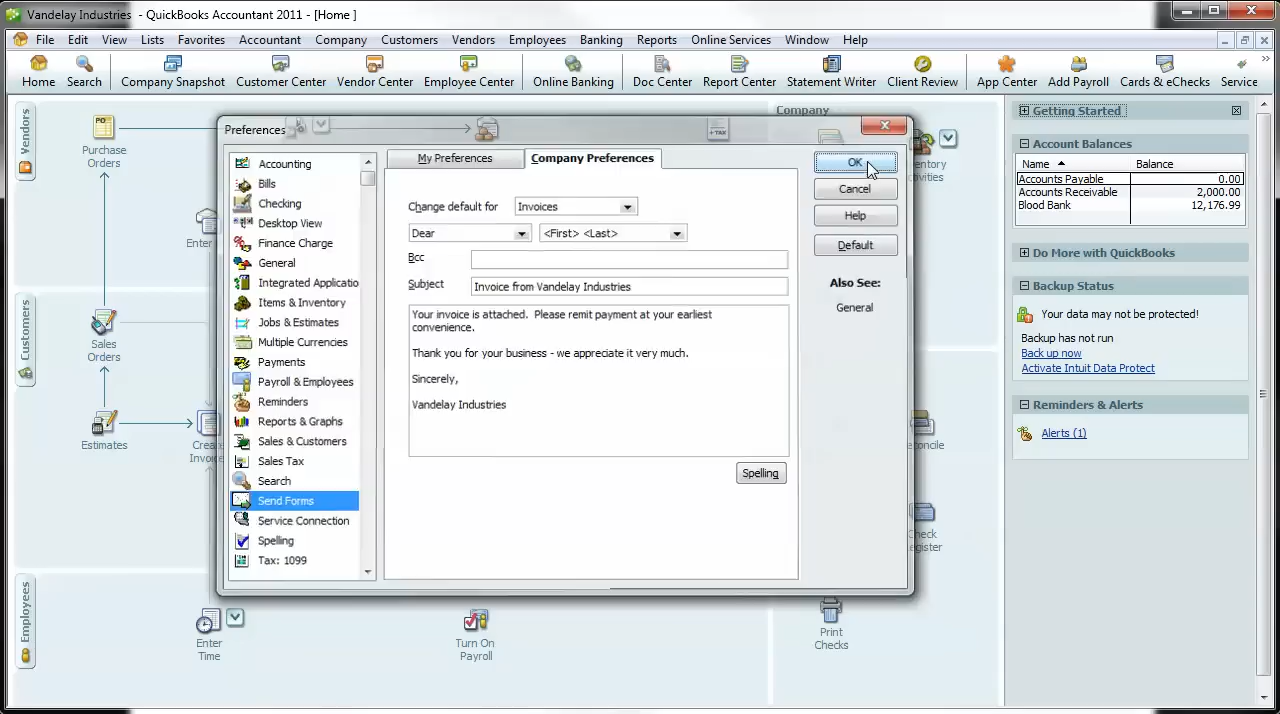 Vandelay Industries - QuickBooks Accountant 2011 - [Home ]
File Edit View Lists Favorites Accountant Company Customers Vendors Employees Banking Reports Online Services Window Help
Home Search Company Snapshot Customer Center Vendor Center Employee Center Online Banking Doc Center Report Center Statement Writer Client Review App Center Add Payroll Cards & eChecks Service
Vendors
PO
Purchase
Orders
Enter
Customers
Sales
Orders
Estimates
Create
Invoic
Employees
Enter
Time
Turn On
Payroll
Company
+TAX
entory
ctivities
concile
Check
egister
Print
Checks
Preferences
Accounting
Bills
Checking
Desktop View
Finance Charge
General
Integrated Applicatio
Items & Inventory
Jobs & Estimates
Multiple Currencies
Payments
Payroll & Employees
Reminders
Reports & Graphs
Sales & Customers
Sales Tax
Search
Send Forms
Service Connection
Spelling
Tax: 1099
My Preferences Company Preferences
Change default for Invoices
Dear <First> <Last>
Bcc
Subject Invoice from Vandelay Industries
Your invoice is attached. Please remit payment at your earliest
convenience.
Thank you for your business - we appreciate it very much.
Sincerely,
Vandelay Industries
Spelling
OK
Cancel
Help
Default
Also See:
General
Getting Started
Account Balances
Name Balance
Accounts Payable 0.00
Accounts Receivable 2,000.00
Blood Bank 12,176.99
Do More with QuickBooks
Backup Status
Your data may not be protected!
Backup has not run
Back up now
Activate Intuit Data Protect
Reminders & Alerts
Alerts (1)